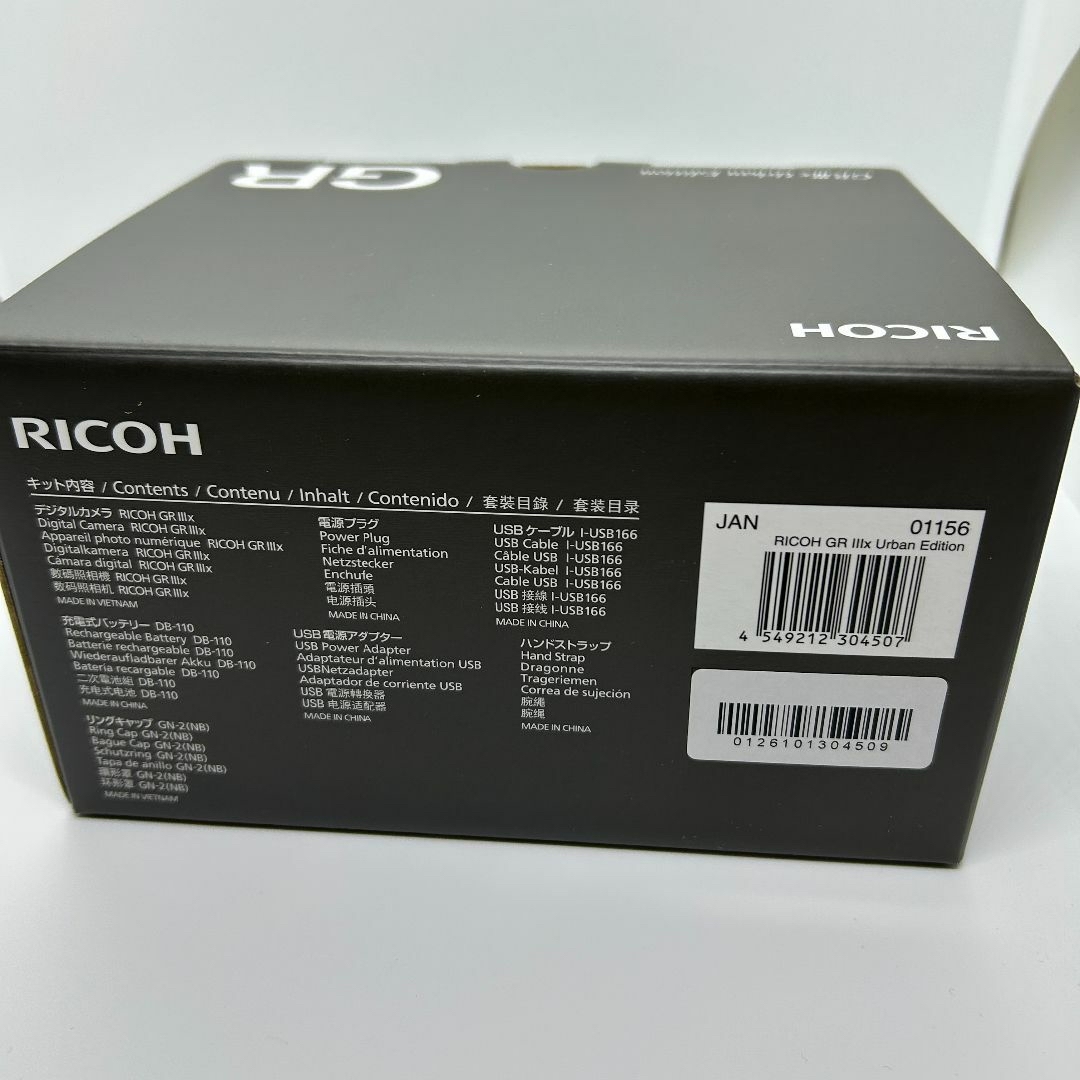 GR
GR IIIx Urban Edition
RICOH
RICOH
キット内容 / Contents / Contenu / Inhalt / Contenido / 套裝目錄 / 套装目录
デジタルカメラ RICOH GR IIIx
Digital Camera RICOH GR IIIx
Appareil photo numérique RICOH GR IIIx
Digitalkamera RICOH GR IIIx
Cámara digital RICOH GR IIIx
數碼照相機 RICOH GR IIIx
数码照相机 RICOH GR IIIx
MADE IN VIETNAM
充電式バッテリー DB-110
Rechargeable Battery DB-110
Batterie rechargeable DB-110
Wiederaufladbarer Akku DB-110
Bateria recargable DB-110
二次電池組 DB-110
充电式电池 DB-110
MADE IN CHINA
リングキャップ GN-2(NB)
Ring Cap GN-2(NB)
Bague Cap GN-2(NB)
Schutzring GN-2(NB)
Tapa de anillo GN-2(NB)
環形罩 GN-2(NB)
环形罩 GN-2(NB)
MADE IN VIETNAM
電源プラグ
Power Plug
Fiche d'alimentation
Netzstecker
Enchufe
電源插頭
电源插头
MADE IN CHINA
USB電源アダプター
USB Power Adapter
Adaptateur d'alimentation USB
USBNetzadapter
Adaptador de corriente USB
USB 電源轉換器
USB 电源适配器
MADE IN CHINA
USBケーブル I-USB166
USB Cable I-USB166
Câble USB I-USB166
USB-Kabel I-USB166
Cable USB I-USB166
USB 接線 I-USB166
USB 接线 I-USB166
MADE IN CHINA
ハンドストラップ
Hand Strap
Dragonne
Trageriemen
Correa de sujeción
腕繩
腕绳
MADE IN CHINA
JAN 01156
RICOH GR IIIx Urban Edition
4 549212 304507
0126101304509